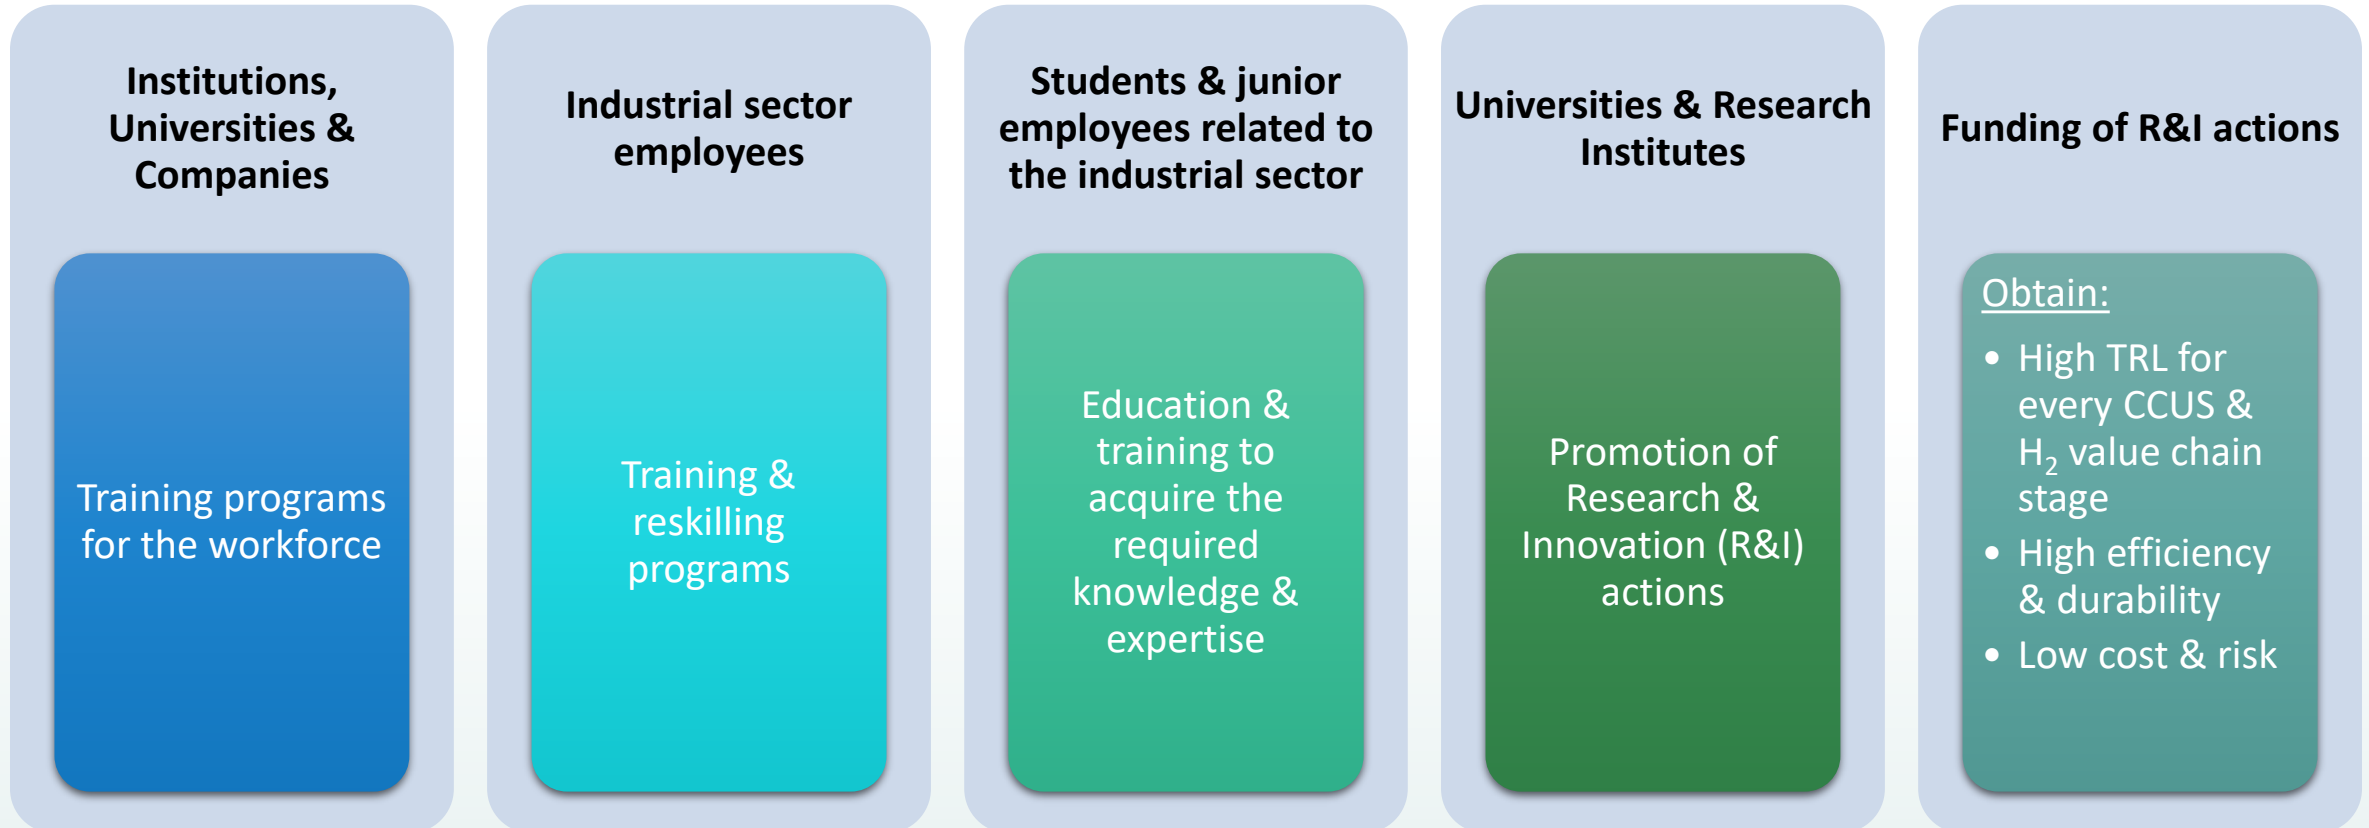 Institutions,
Universities &
Companies
Training programs
for the workforce
Industrial sector
employees
Training &
reskilling
programs
Students & junior
employees related to
the industrial sector
Education &
training to
acquire the
required
knowledge &
expertise
Universities & Research
Institutes
Promotion of
Research &
Innovation (R&I)
actions
Funding of R&I actions
Obtain:
• High TRL for
every CCUS &
H₂ value chain
stage
• High efficiency
& durability
• Low cost & risk